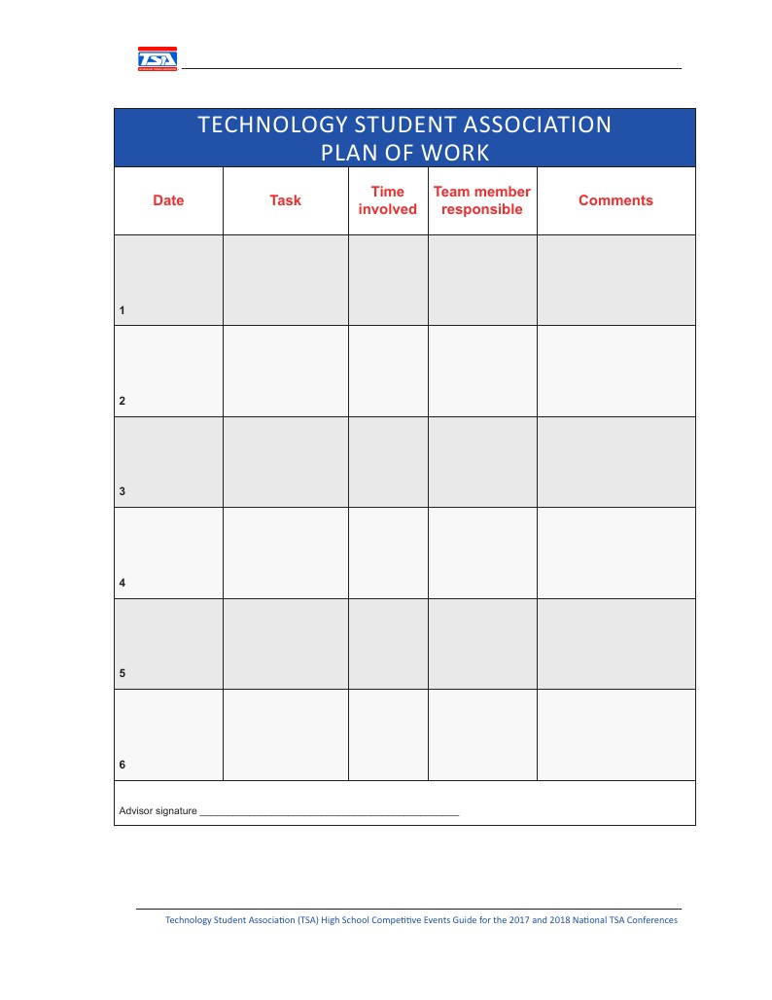 TSA
TECHNOLOGY STUDENT ASSOCIATION
PLAN OF WORK
Date
Task
Time
involved
Team member
responsible
Comments
1
2
3
4
5
6
Advisor signature ______________________________________________
Technology Student Association (TSA) High School Competitive Events Guide for the 2017 and 2018 National TSA Conferences